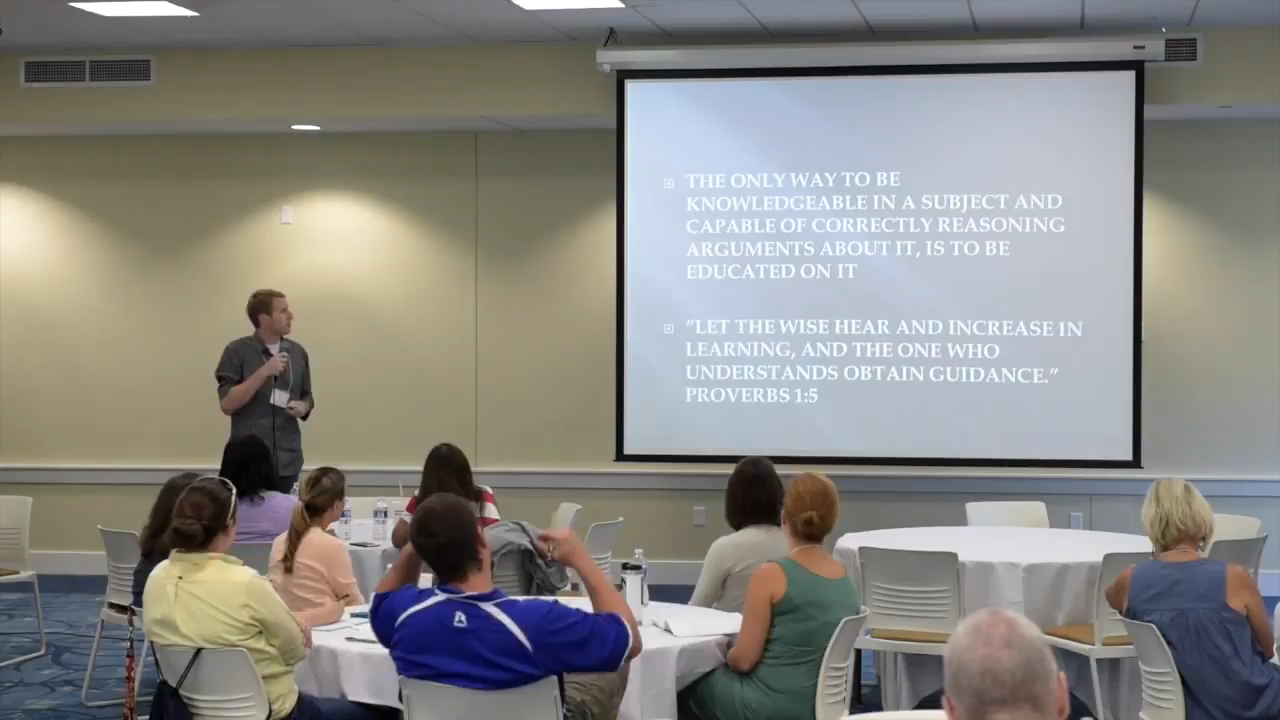 THE ONLY WAY TO BE
KNOWLEDGEABLE IN A SUBJECT AND
CAPABLE OF CORRECTLY REASONING
ARGUMENTS ABOUT IT, IS TO BE
EDUCATED ON IT
"LET THE WISE HEAR AND INCREASE IN
LEARNING, AND THE ONE WHO
UNDERSTANDS OBTAIN GUIDANCE."
PROVERBS 1:5